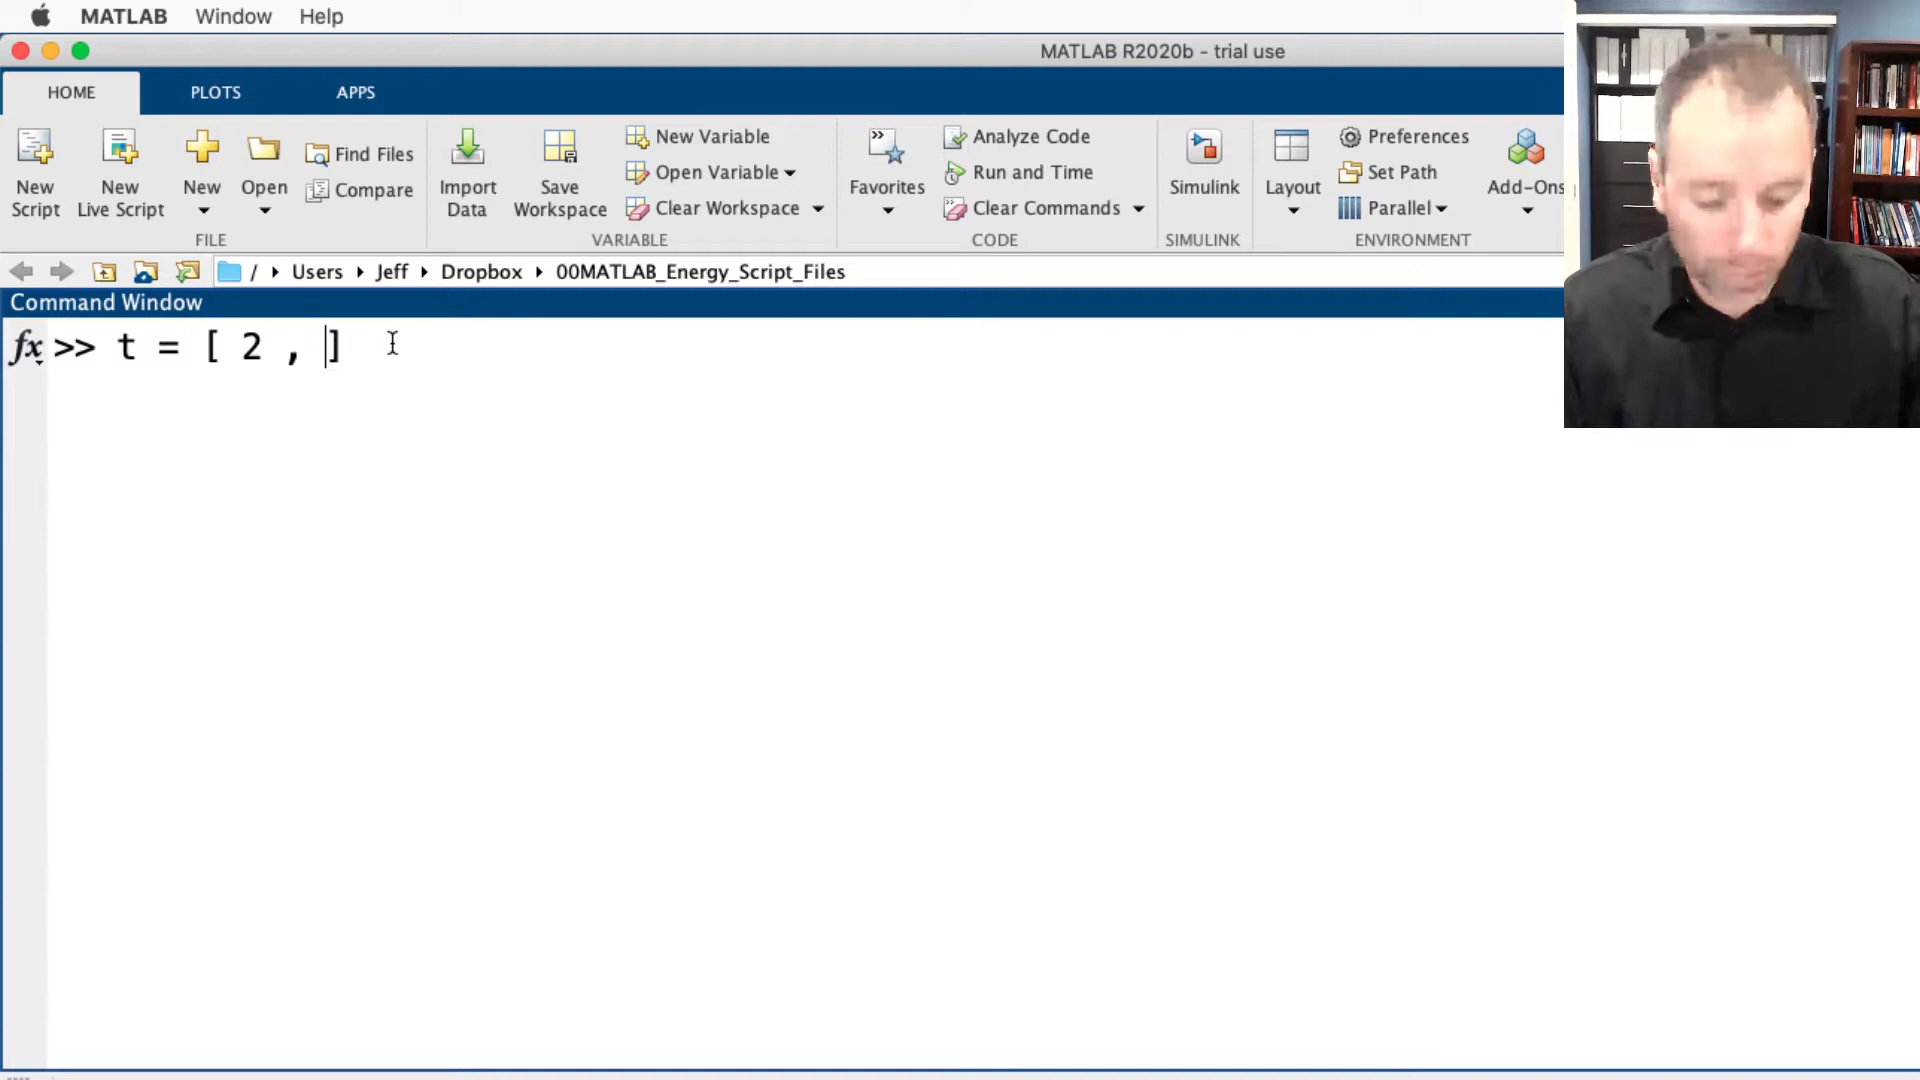 MATLAB Window Help
MATLAB R2020b - trial use
HOME PLOTS APPS
New Script
New Live Script
New
Open
Find Files
Compare
FILE
Import Data
Save Workspace
New Variable
Open Variable
Clear Workspace
VARIABLE
Favorites
Analyze Code
Run and Time
Clear Commands
CODE
Simulink
SIMULINK
Layout
Preferences
Set Path
Parallel
ENVIRONMENT
Add-Ons
/ Users Jeff Dropbox 00MATLAB_Energy_Script_Files
Command Window
fx >> t = [ 2 , ]